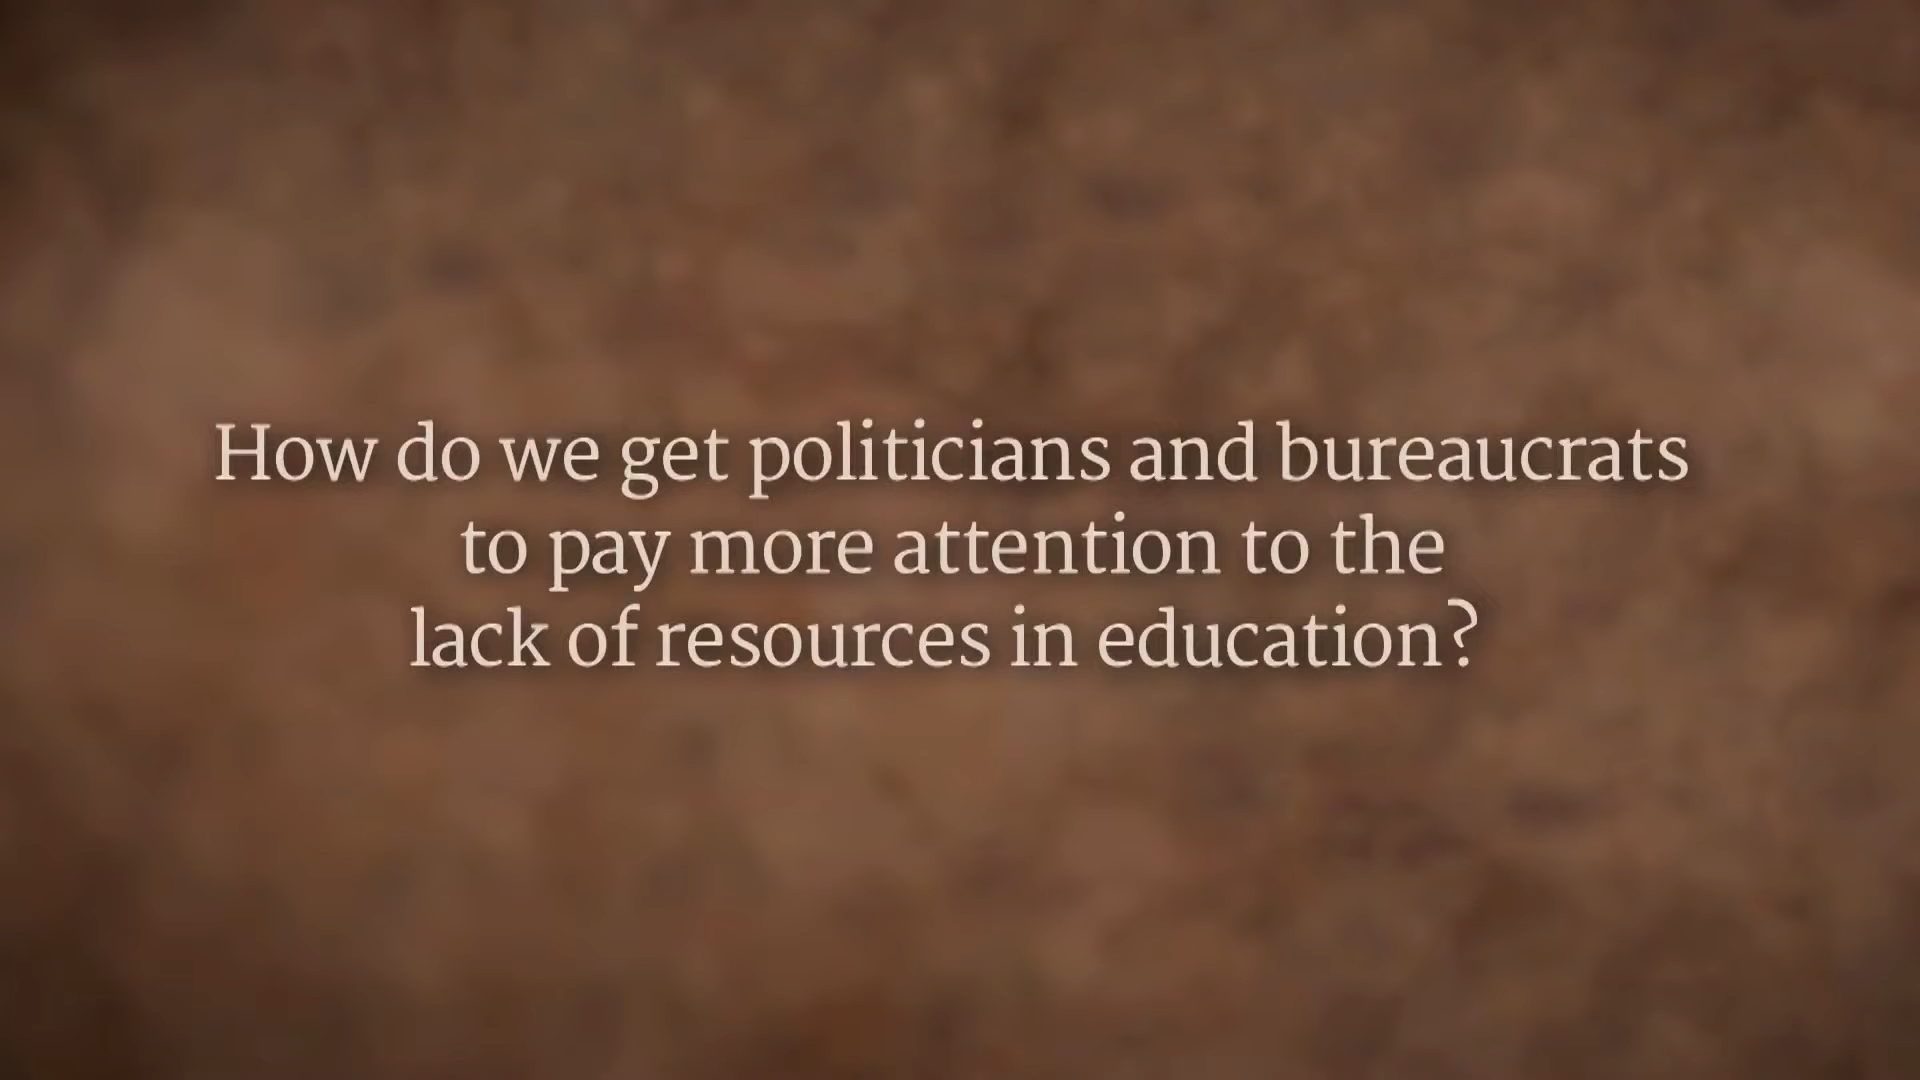 How do we get politicians and bureaucrats
to pay more attention to the
lack of resources in education?